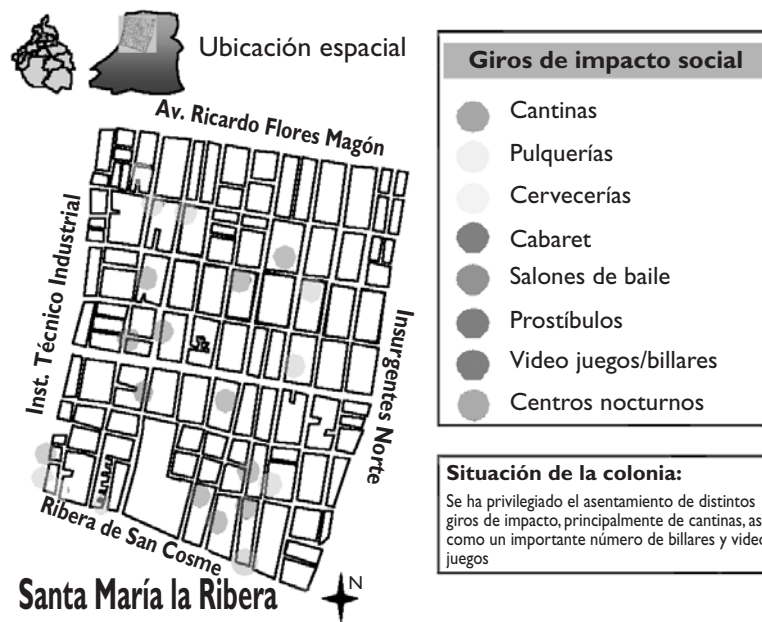 Ubicación espacial
Av. Ricardo Flores Magón
Inst. Técnico Industrial
Insurgentes Norte
Ribera de San Cosme
Santa María la Ribera
N
Giros de impacto social
Cantinas
Pulquerías
Cervecerías
Cabaret
Salones de baile
Prostíbulos
Video juegos/billares
Centros nocturnos
Situación de la colonia:
Se ha privilegiado el asentamiento de distintos
giros de impacto, principalmente de cantinas, as
como un importante número de billares y video
juegos